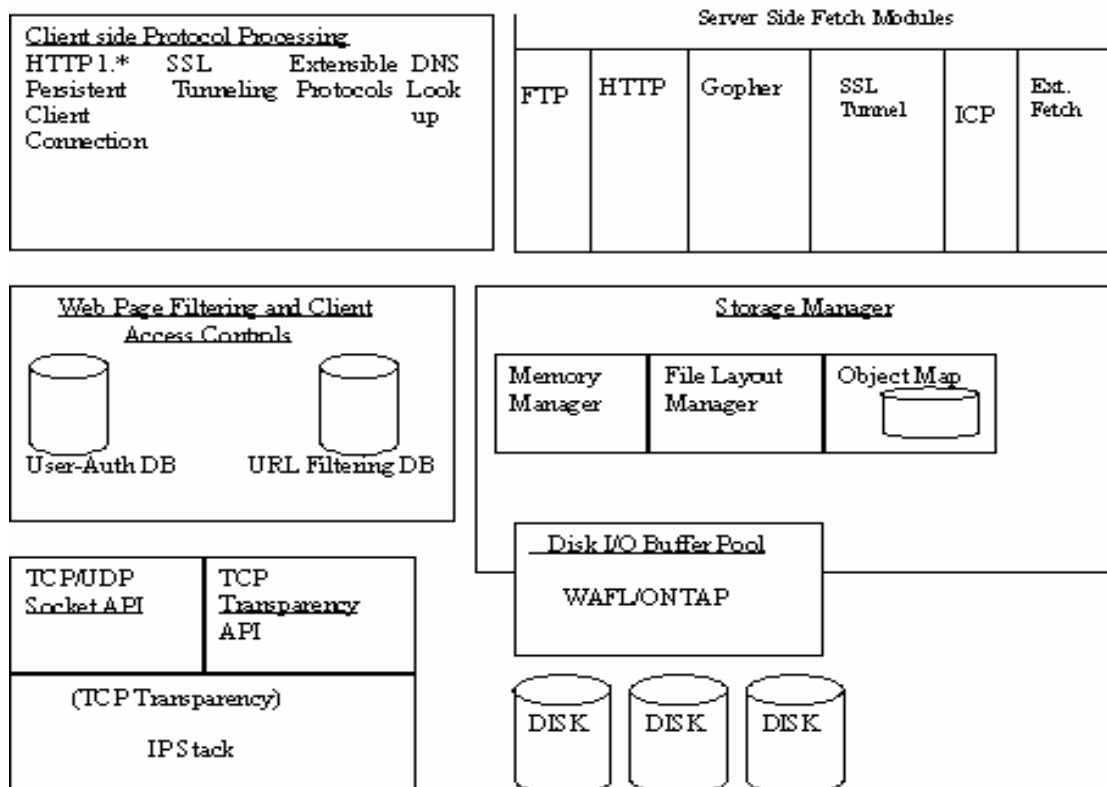 Client side Protocol Processing
HTTP 1.* SSL Extensible DNS
Persistent Tunneling Protocols Look
Client up
Connection
Server Side Fetch Modules
FTP
HTTP
Gopher
SSL
Tunnel
ICP
Ext.
Fetch
Web Page Filtering and Client
Access Controls
User-Auth DB
URL Filtering DB
Storage Manager
Memory
Manager
File Layout
Manager
Object Map
Disk I/O Buffer Pool
WAFL/ONTAP
TCP/UDP
Socket API
TCP
Transparency
API
(TCP Transparency)
IP Stack
DISK
DISK
DISK